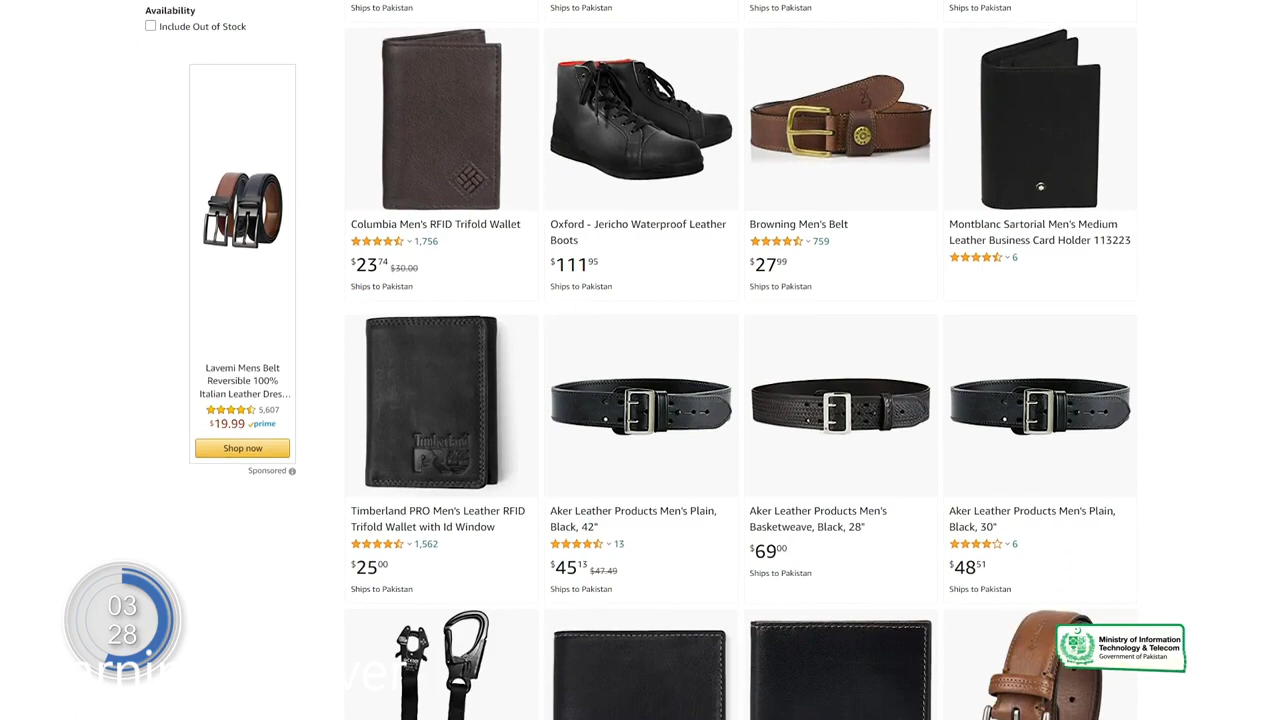 Availability
Include Out of Stock
Ships to Pakistan
Ships to Pakistan
Ships to Pakistan
Ships to Pakistan
Columbia Men's RFID Trifold Wallet
1,756
$23 74 $30.00
Ships to Pakistan
Oxford - Jericho Waterproof Leather
Boots
$111 95
Ships to Pakistan
Browning Men's Belt
759
$27 99
Ships to Pakistan
Montblanc Sartorial Men's Medium
Leather Business Card Holder 113223
6
Lavemi Mens Belt
Reversible 100%
Italian Leather Dres...
5,607
$19.99 prime
Shop now
Sponsored
Timberland
PRO
Timberland PRO Men's Leather RFID
Trifold Wallet with Id Window
1,562
$25 00
Ships to Pakistan
Aker Leather Products Men's Plain,
Black, 42"
13
$45 13 $47.49
Ships to Pakistan
Aker Leather Products Men's
Basketweave, Black, 28"
$69 00
Ships to Pakistan
Aker Leather Products Men's Plain,
Black, 30"
6
$48 51
Ships to Pakistan
03
28
Ministry of Information
Technology & Telecom
Government of Pakistan